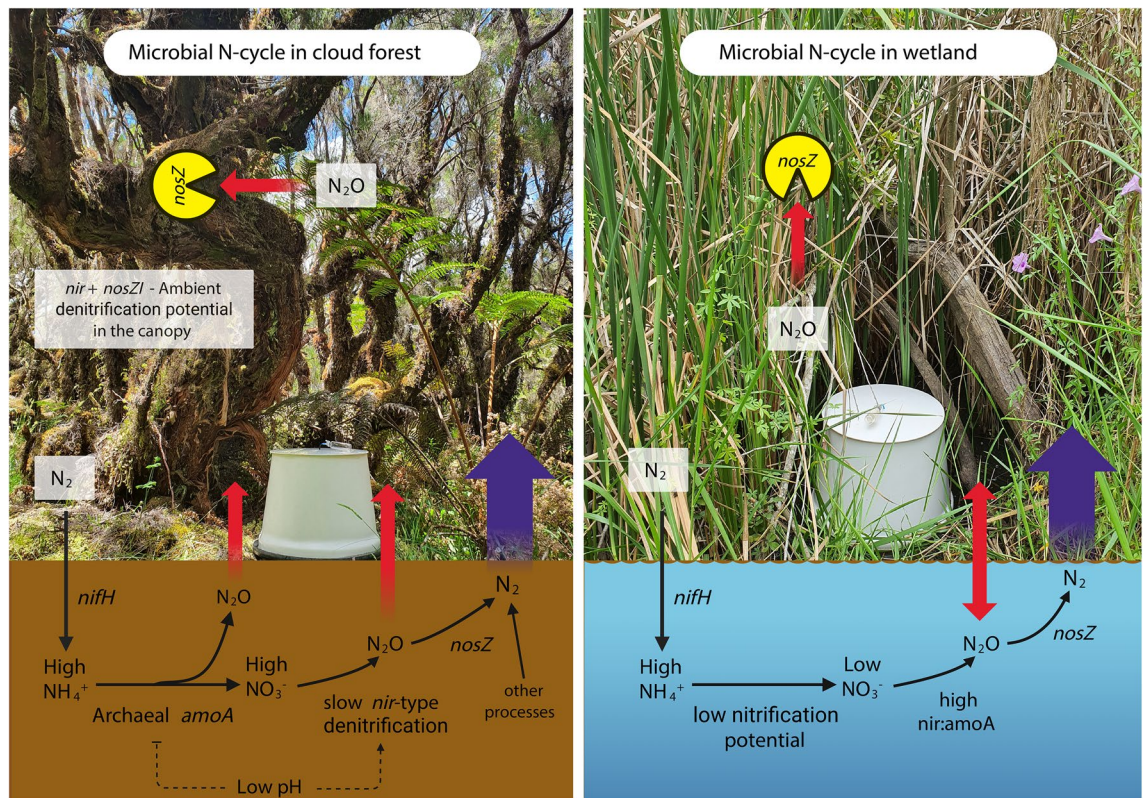 Microbial N-cycle in cloud forest
nosZ
N₂O
nir + nosZI - Ambient
denitrification potential
in the canopy
N₂
nifH
N₂O
N₂
High
NH₄⁺
High
NO₃⁻
N₂O
nosZ
Archaeal amoA
slow nir-type
denitrification
other
processes
Low pH
Microbial N-cycle in wetland
nosZ
N₂O
N₂
nifH
N₂
nosZ
N₂O
High
NH₄⁺
Low
NO₃⁻
low nitrification
potential
high
nir:amoA